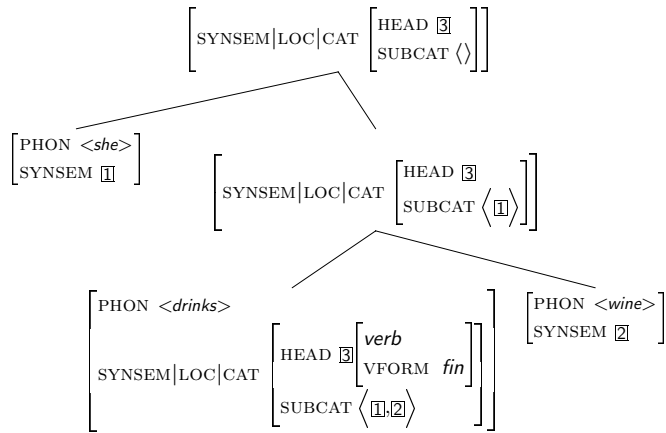 SYNSEM|LOC|CAT [HEAD 3
SUBCAT ⟨⟩]
PHON <she>
SYNSEM 1
SYNSEM|LOC|CAT [HEAD 3
SUBCAT ⟨1⟩]
PHON <drinks>
SYNSEM|LOC|CAT [HEAD 3 [verb
VFORM fin]
SUBCAT ⟨1,2⟩]
PHON <wine>
SYNSEM 2